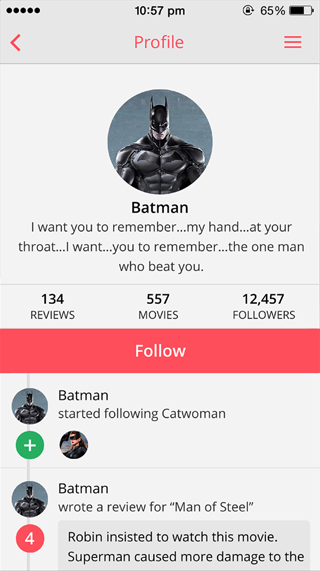 10:57 pm
65%
Profile
Batman
I want you to remember...my hand...at your
throat...I want...you to remember...the one man
who beat you.
134 557 12,457
REVIEWS MOVIES FOLLOWERS
Follow
Batman
started following Catwoman
Batman
wrote a review for “Man of Steel”
4
Robin insisted to watch this movie.
Superman caused more damage to the